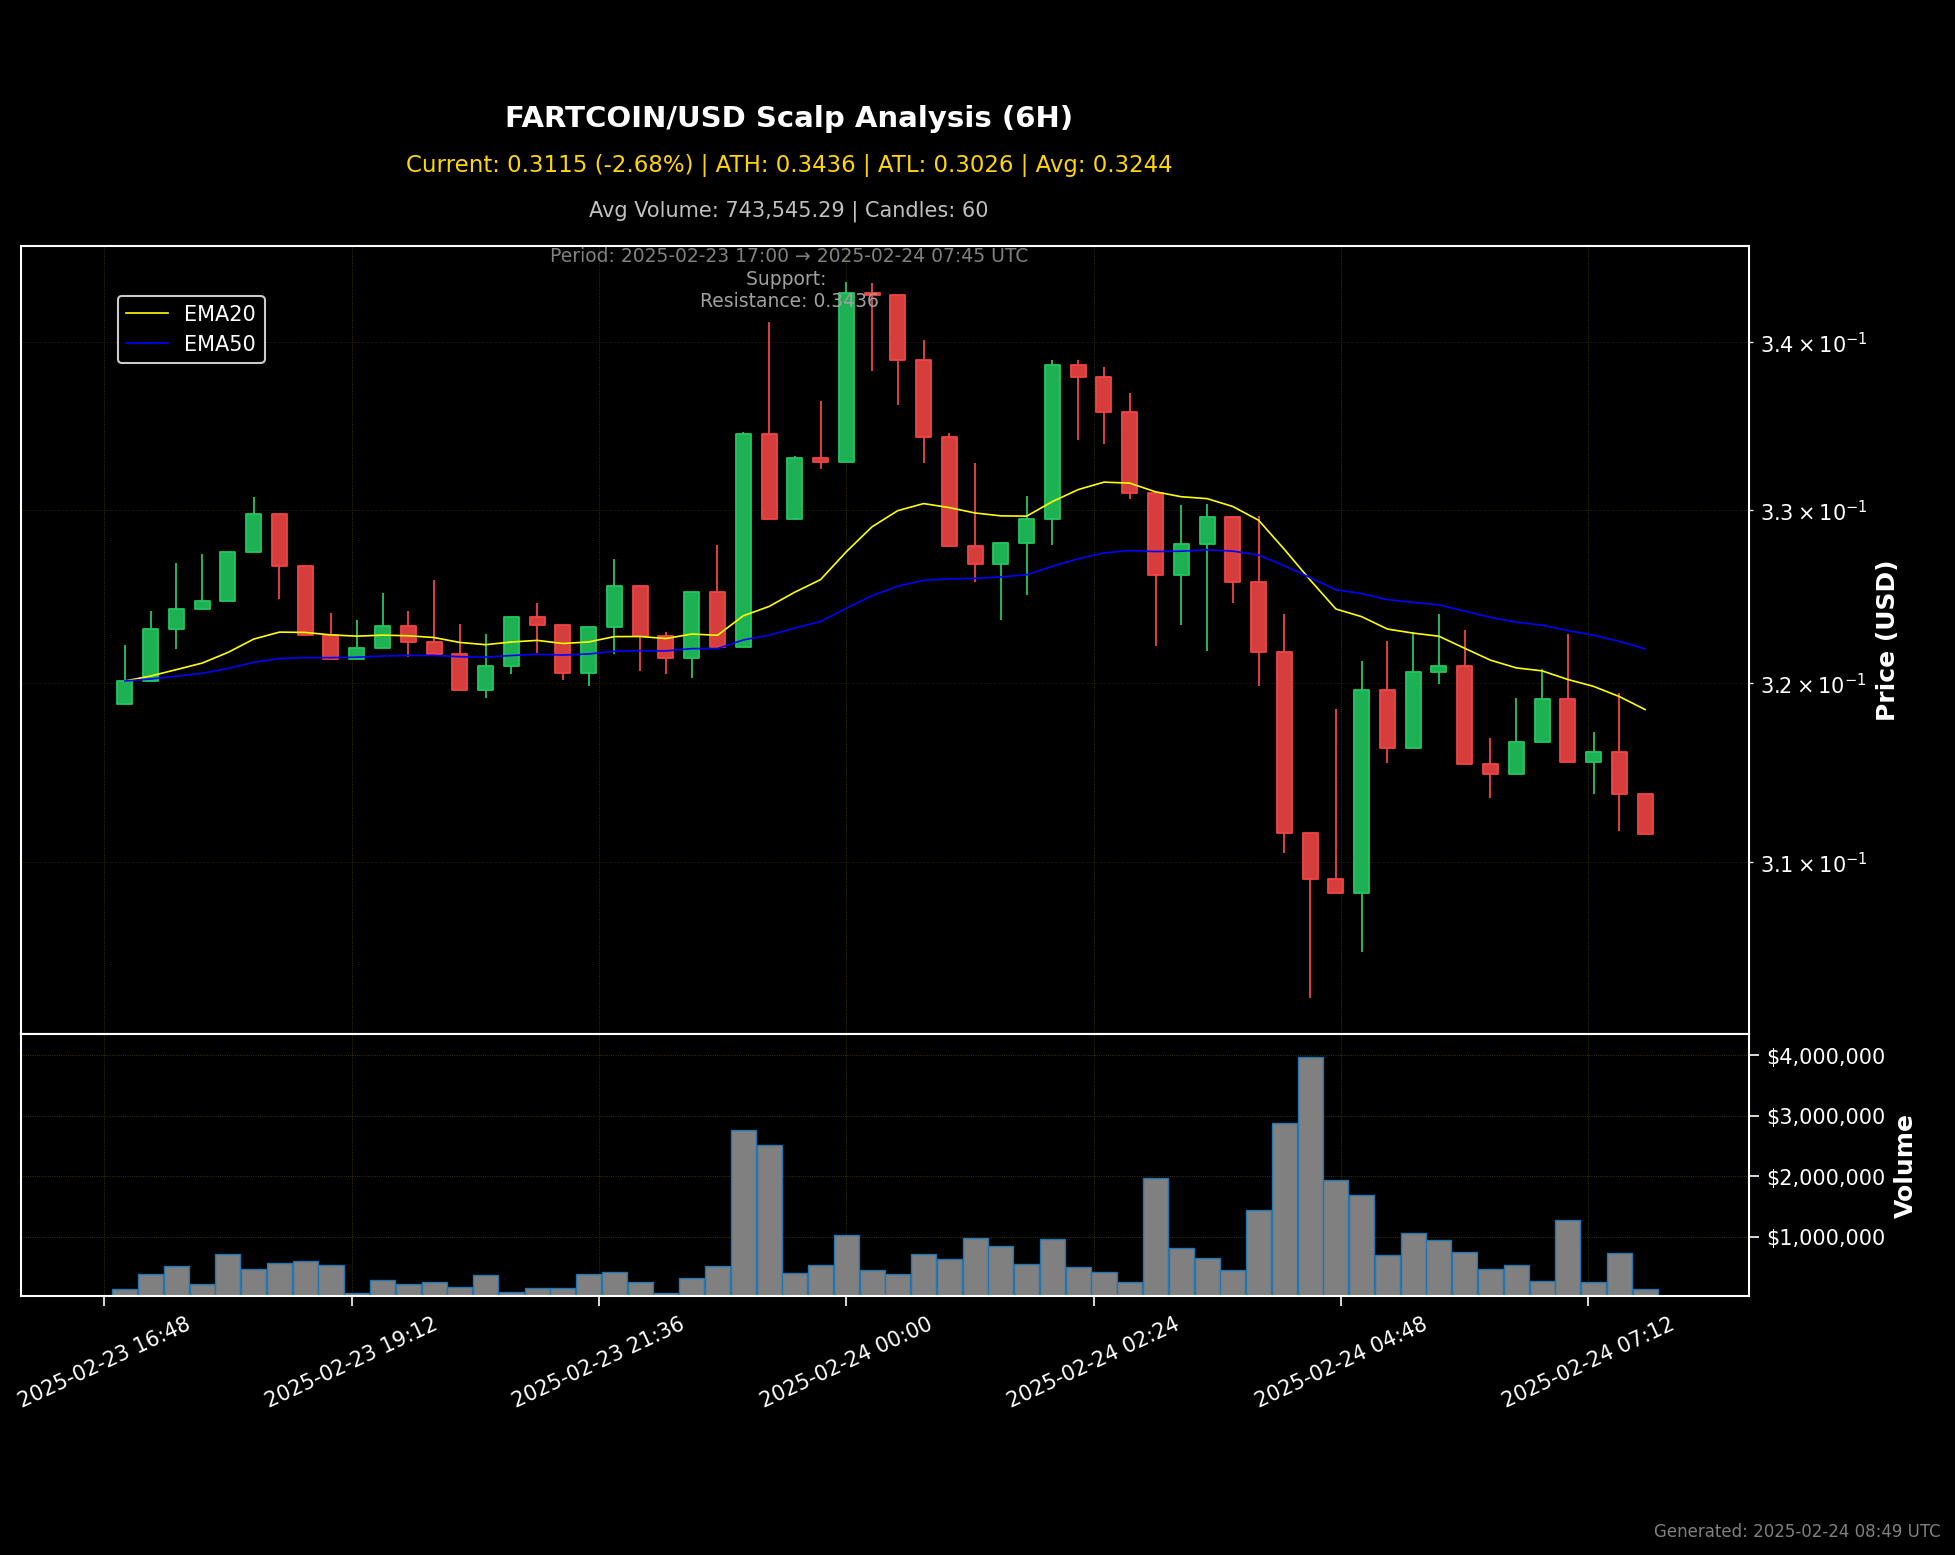 FARTCOIN/USD Scalp Analysis (6H)
Current: 0.3115 (-2.68%) | ATH: 0.3436 | ATL: 0.3026 | Avg: 0.3244
Avg Volume: 743,545.29 | Candles: 60
Period: 2025-02-23 17:00 → 2025-02-24 07:45 UTC
Support:
Resistance: 0.3436
EMA20
EMA50
3.4 × 10⁻¹
3.3 × 10⁻¹
3.2 × 10⁻¹
3.1 × 10⁻¹
Price (USD)
$4,000,000
$3,000,000
$2,000,000
$1,000,000
Volume
2025-02-23 16:48
2025-02-23 19:12
2025-02-23 21:36
2025-02-24 00:00
2025-02-24 02:24
2025-02-24 04:48
2025-02-24 07:12
Generated: 2025-02-24 08:49 UTC